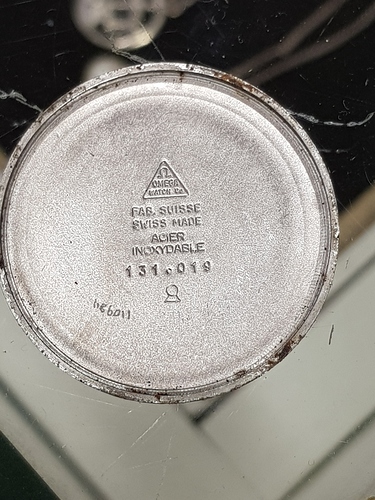 Ω
OMEGA
WATCH Co
FAB. SUISSE
SWISS MADE
ACIER
INOXYDABLE
131.019